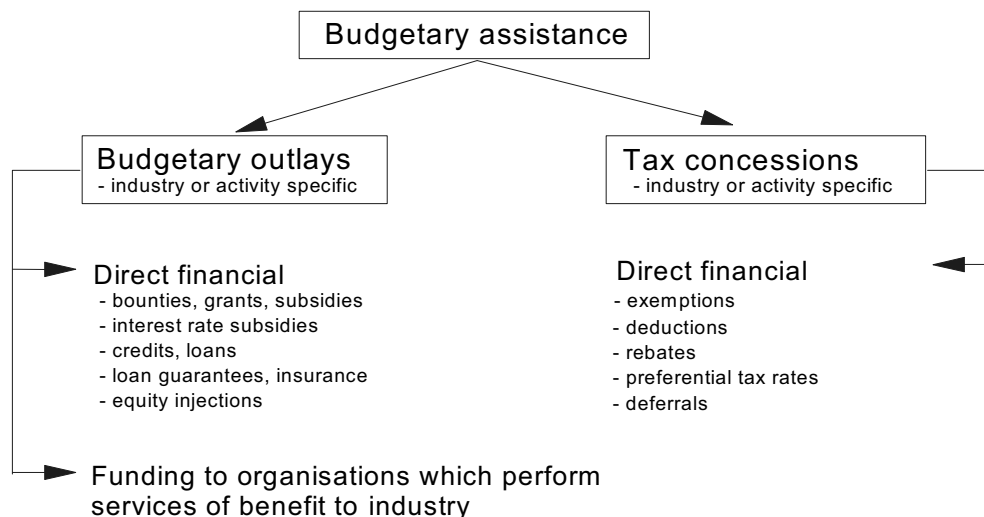 Budgetary assistance
Budgetary outlays
- industry or activity specific
Tax concessions
- industry or activity specific
Direct financial
- bounties, grants, subsidies
- interest rate subsidies
- credits, loans
- loan guarantees, insurance
- equity injections
Direct financial
- exemptions
- deductions
- rebates
- preferential tax rates
- deferrals
Funding to organisations which perform
services of benefit to industry